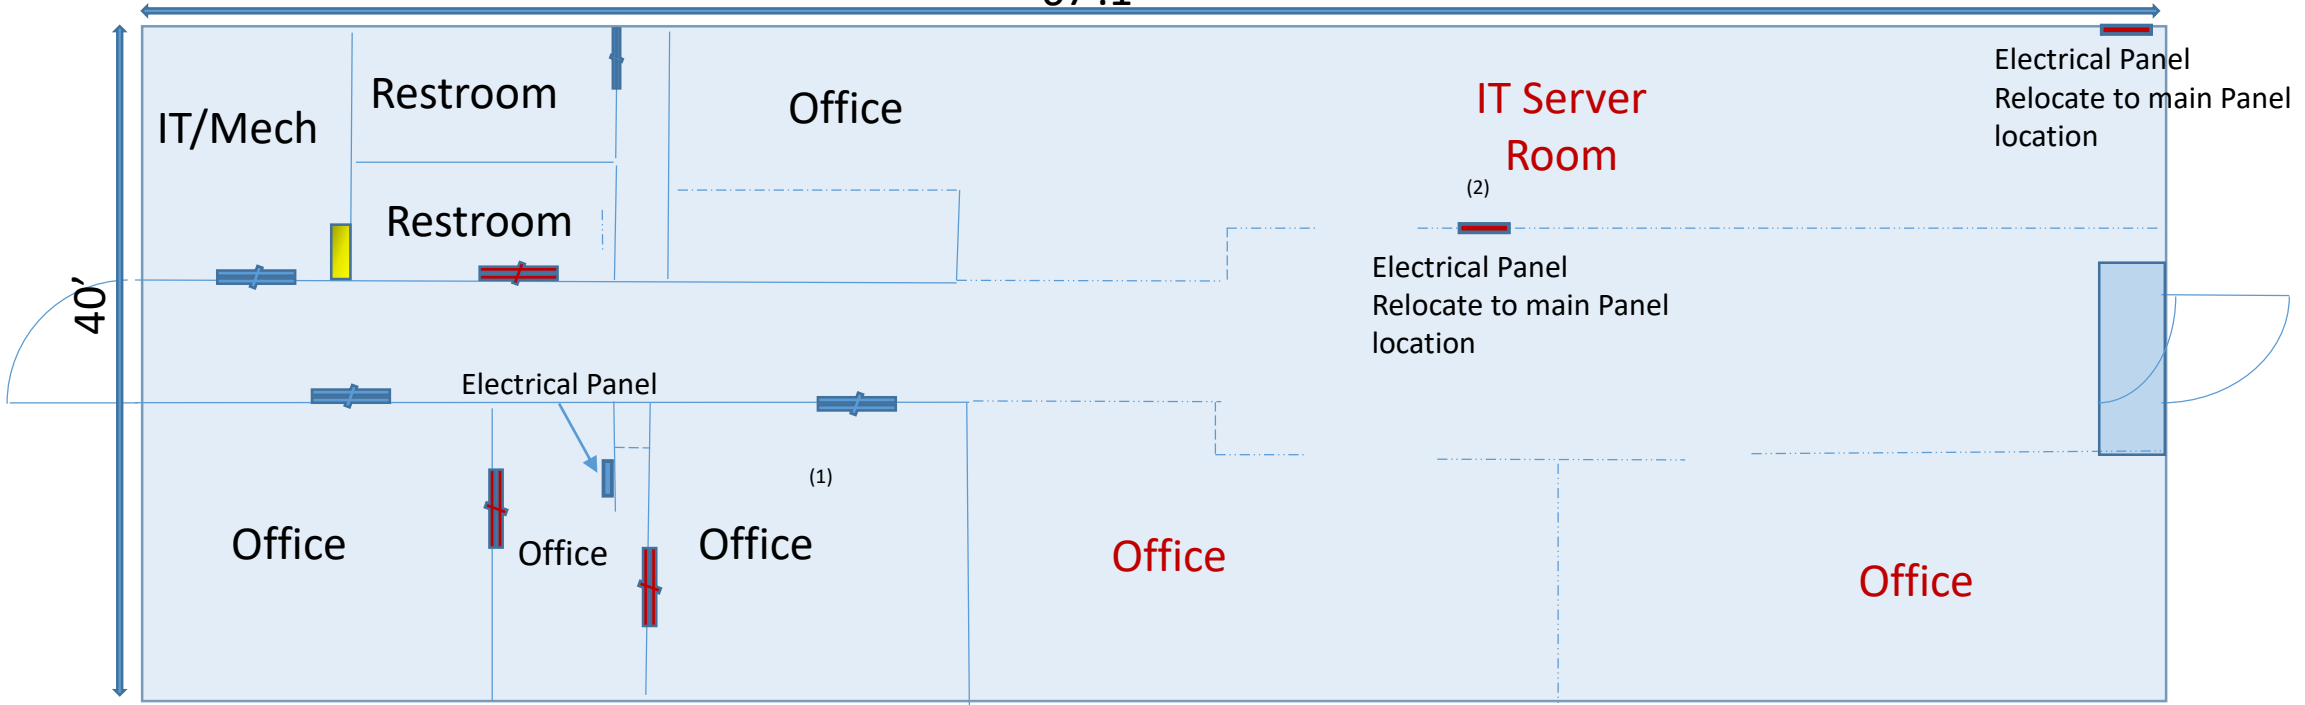 40’
IT/Mech
Restroom
Restroom
Office
IT Server
Room
(2)
Electrical Panel
Relocate to main Panel
location
Electrical Panel
Relocate to main Panel
location
Electrical Panel
(1)
Office
Office
Office
Office
Office